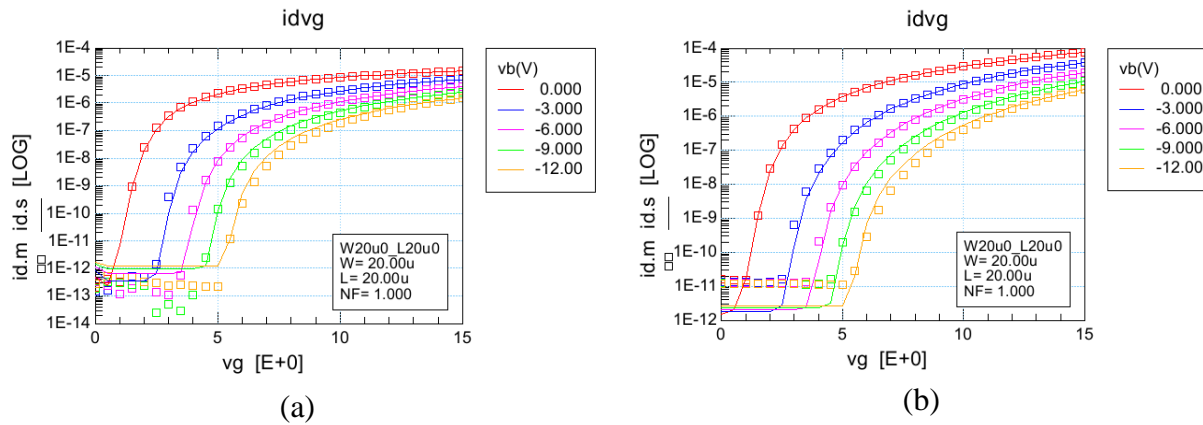 idvg
1E-4
1E-5
1E-6
1E-7
1E-8
1E-9
1E-10
1E-11
1E-12
1E-13
1E-14
id.m id.s [LOG]
0 5 10 15
vg [E+0]
W20u0_L20u0
W= 20.00u
L= 20.00u
NF= 1.000
vb(V)
0.000
-3.000
-6.000
-9.000
-12.00
(a)
idvg
1E-4
1E-5
1E-6
1E-7
1E-8
1E-9
1E-10
1E-11
1E-12
id.m id.s [LOG]
0 5 10 15
vg [E+0]
W20u0_L20u0
W= 20.00u
L= 20.00u
NF= 1.000
vb(V)
0.000
-3.000
-6.000
-9.000
-12.00
(b)